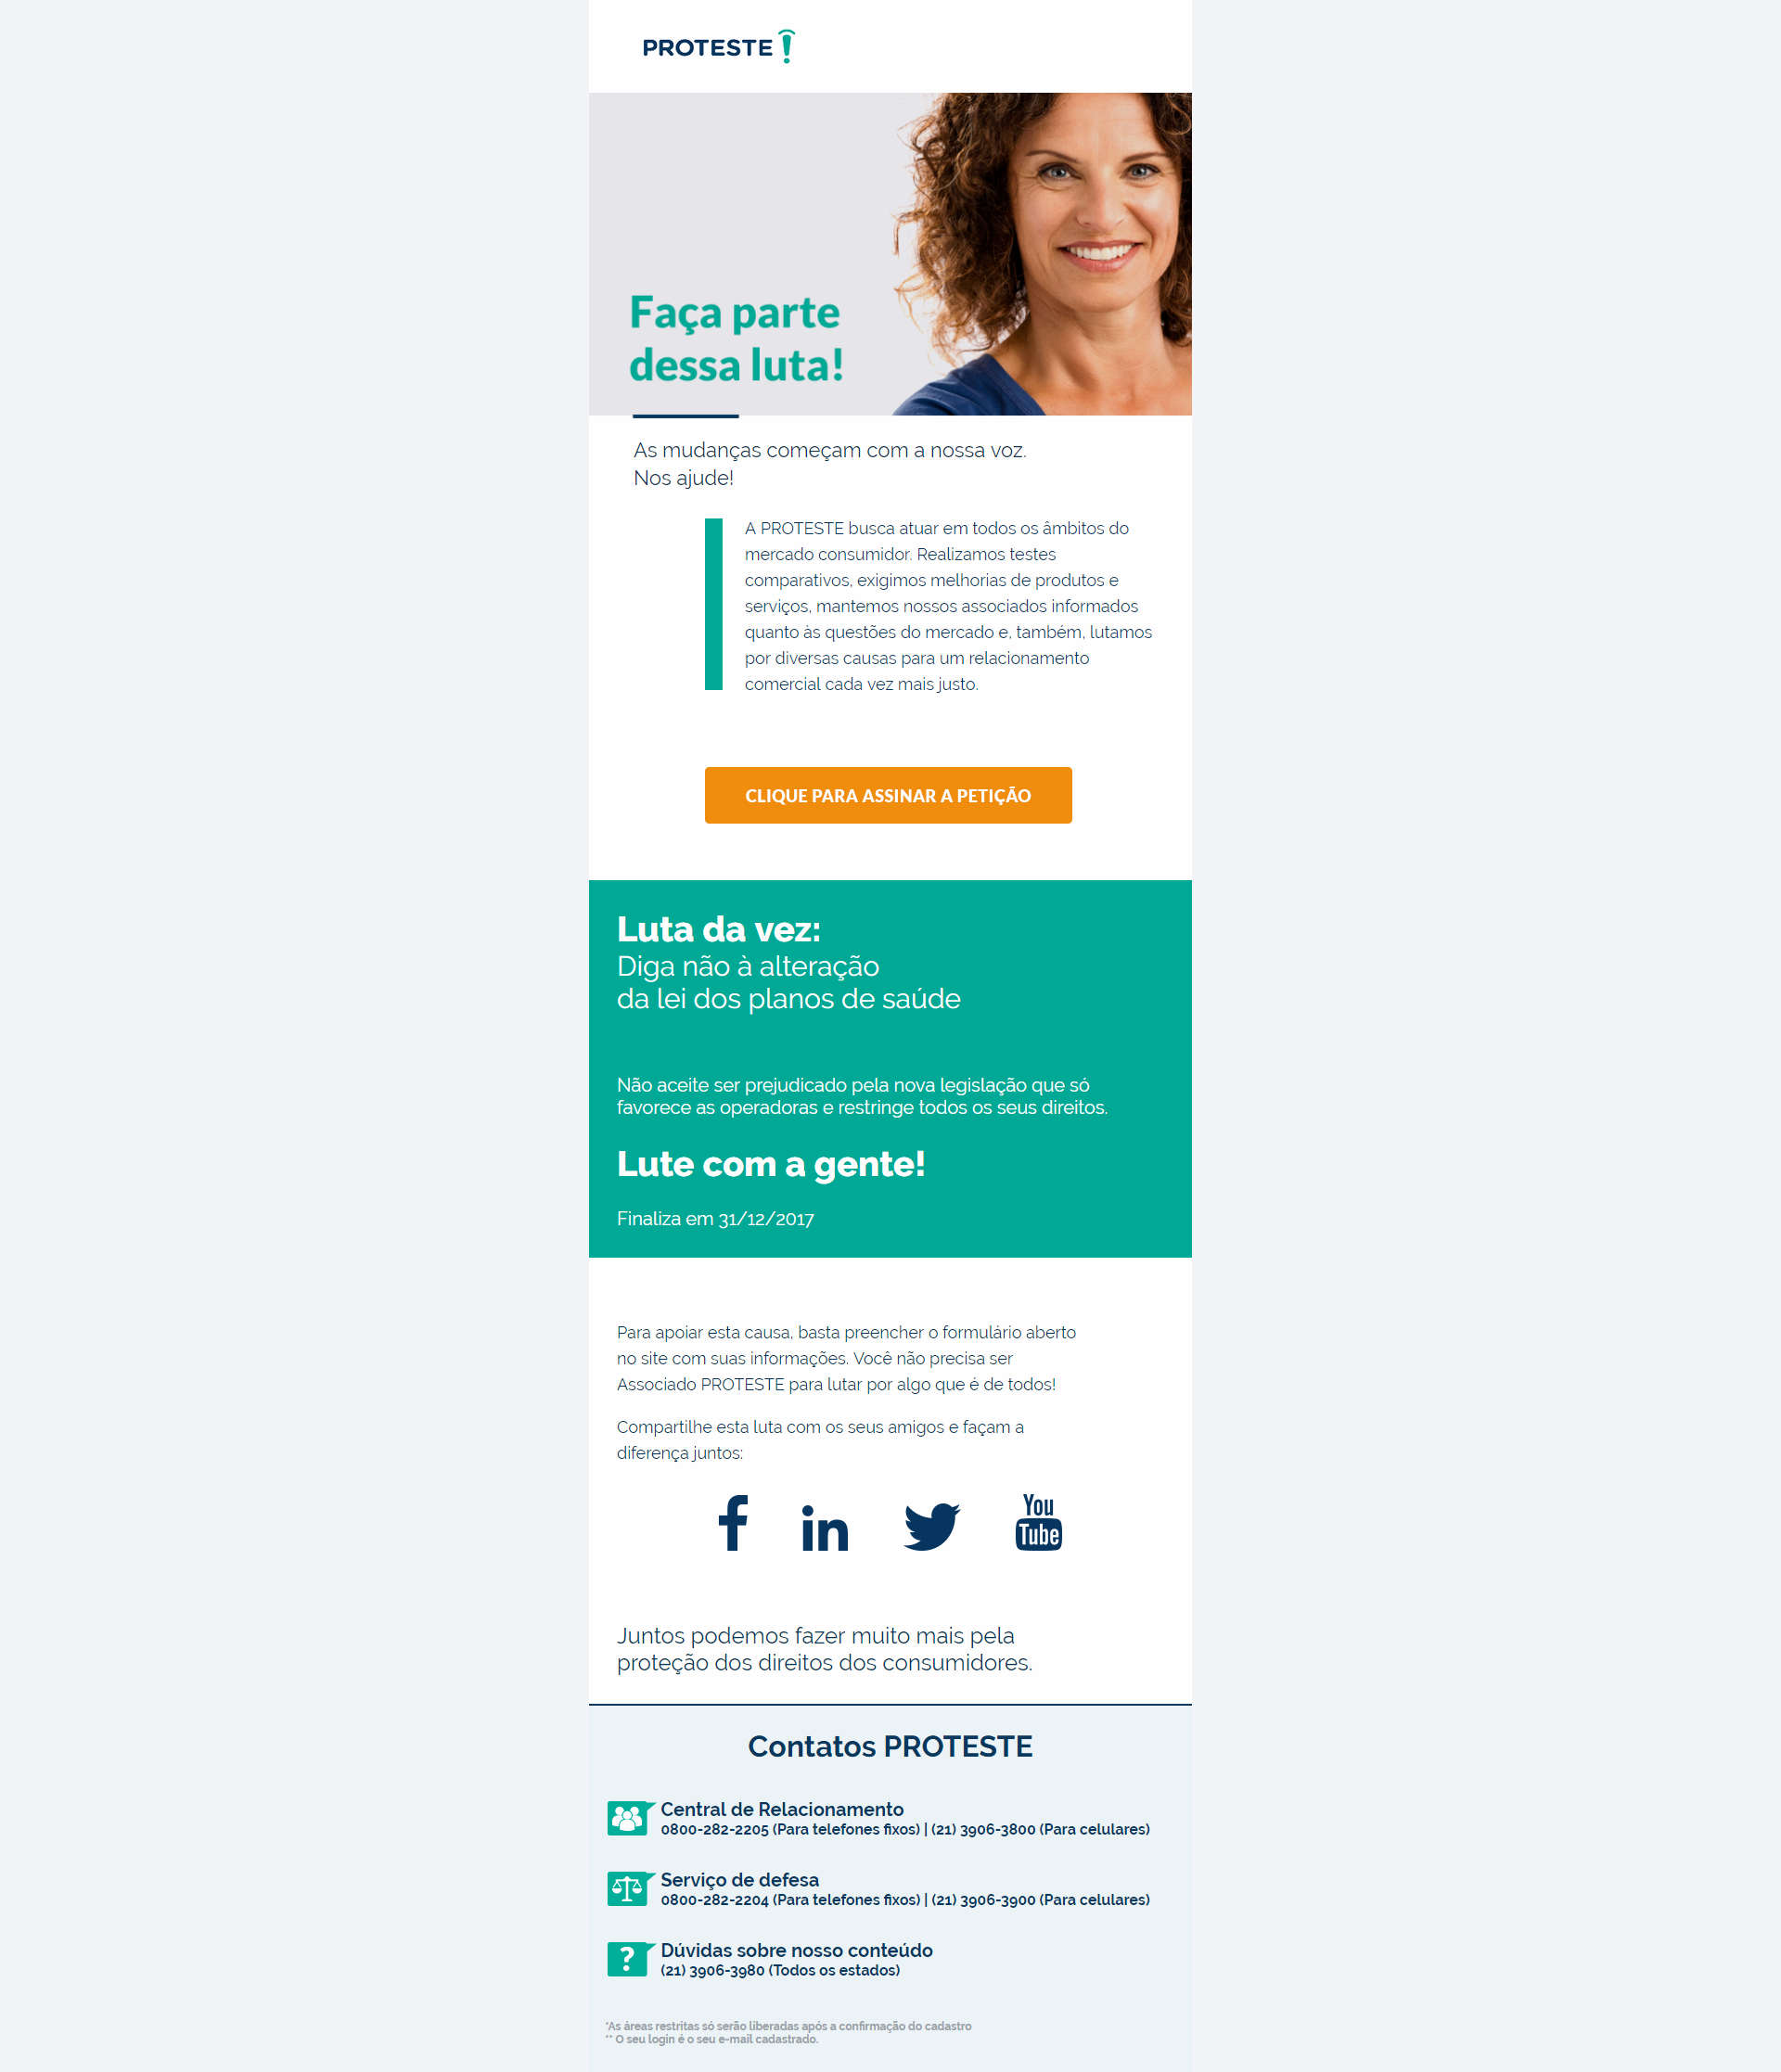 PROTESTE
Faça parte
dessa luta!
As mudanças começam com a nossa voz.
Nos ajude!
A PROTESTE busca atuar em todos os âmbitos do
mercado consumidor. Realizamos testes
comparativos, exigimos melhorias de produtos e
serviços, mantemos nossos associados informados
quanto às questões do mercado e, também, lutamos
por diversas causas para um relacionamento
comercial cada vez mais justo.
CLIQUE PARA ASSINAR A PETIÇÃO
Luta da vez:
Diga não à alteração
da lei dos planos de saúde
Não aceite ser prejudicado pela nova legislação que só
favorece as operadoras e restringe todos os seus direitos.
Lute com a gente!
Finaliza em 31/12/2017
Para apoiar esta causa, basta preencher o formulário aberto
no site com suas informações. Você não precisa ser
Associado PROTESTE para lutar por algo que é de todos!
Compartilhe esta luta com os seus amigos e façam a
diferença juntos:
f in You
Tube
Juntos podemos fazer muito mais pela
proteção dos direitos dos consumidores.
Contatos PROTESTE
Central de Relacionamento
0800-282-2205 (Para telefones fixos) | (21) 3906-3800 (Para celulares)
Serviço de defesa
0800-282-2204 (Para telefones fixos) | (21) 3906-3900 (Para celulares)
? Dúvidas sobre nosso conteúdo
(21) 3906-3980 (Todos os estados)
*As áreas restritas só serão liberadas após a confirmação do cadastro
** O seu login é o seu e-mail cadastrado.